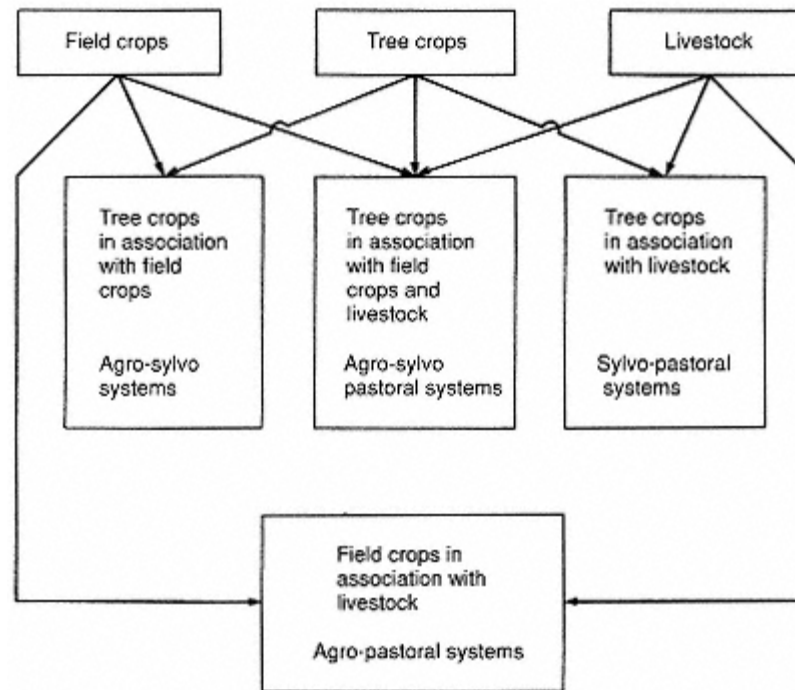 Field crops
Tree crops
Livestock
Tree crops
in association
with field
crops
Agro-sylvo
systems
Tree crops
in association
with field
crops and
livestock
Agro-sylvo
pastoral systems
Tree crops
in association
with livestock
Sylvo-pastoral
systems
Field crops in
association with
livestock
Agro-pastoral systems